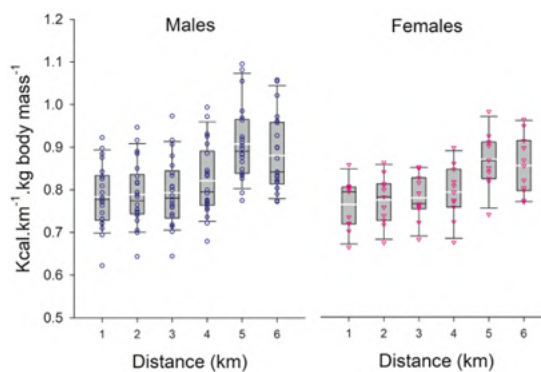 Males
Females
Kcal.km⁻¹.kg body mass⁻¹
1.2
1.1
1.0
0.9
0.8
0.7
0.6
0.5
1 2 3 4 5 6
1 2 3 4 5 6
Distance (km)
Distance (km)